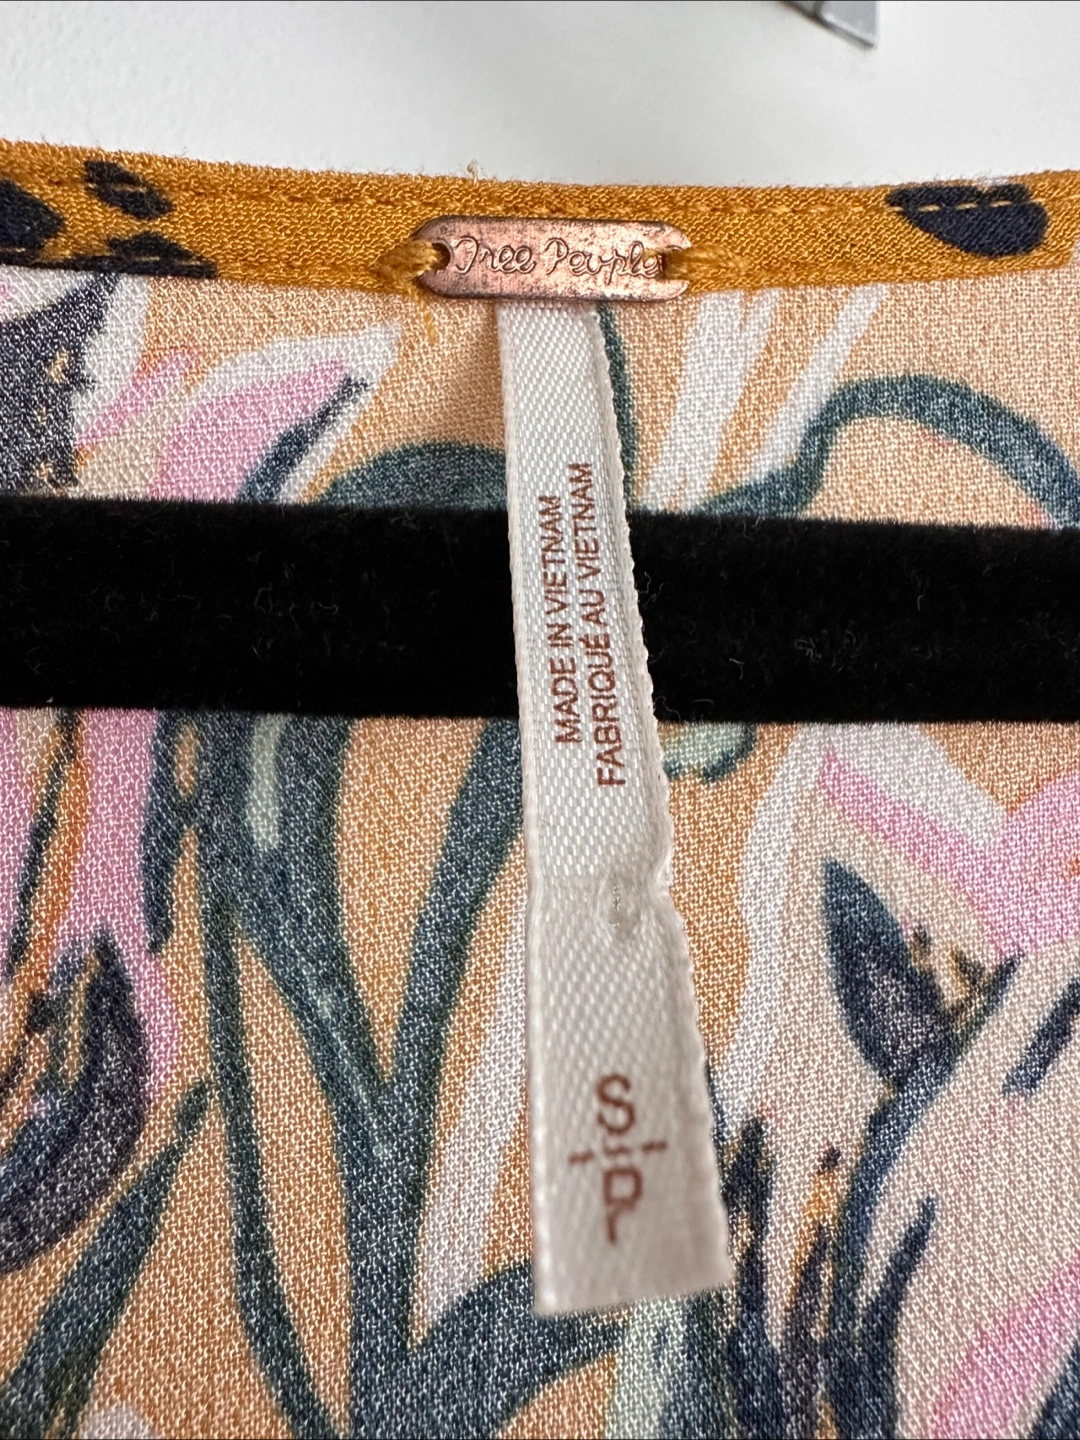 Free People
MADE IN VIETNAM
FABRIQUÉ AU VIETNAM
S
P